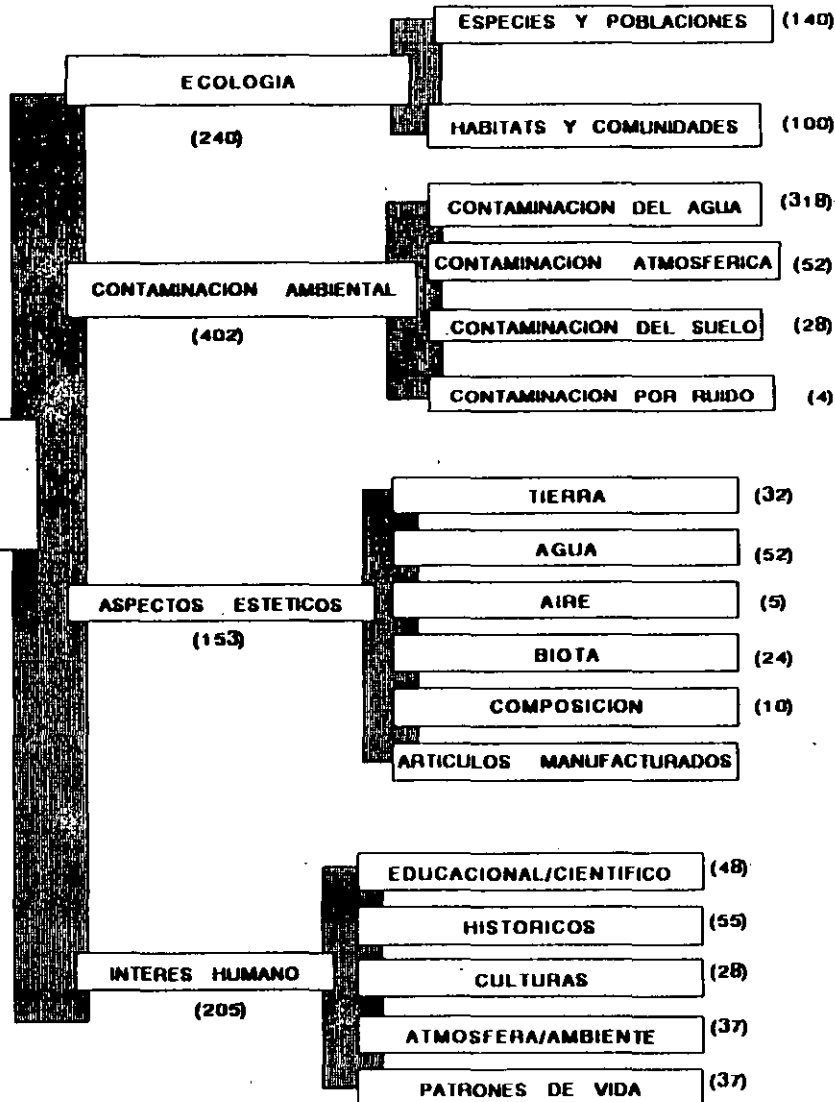 ESPECIES Y POBLACIONES (140)
ECOLOGIA
(240)
HABITATS Y COMUNIDADES (100)
CONTAMINACION DEL AGUA (318)
CONTAMINACION ATMOSFERICA (52)
CONTAMINACION AMBIENTAL
(402)
CONTAMINACION DEL SUELO (28)
CONTAMINACION POR RUIDO (4)
TIERRA (32)
AGUA (52)
ASPECTOS ESTETICOS
(153)
AIRE (5)
BIOTA (24)
COMPOSICION (10)
ARTICULOS MANUFACTURADOS
EDUCACIONAL/CIENTIFICO (48)
HISTORICOS (55)
INTERES HUMANO
(205)
CULTURAS (28)
ATMOSFERA/AMBIENTE (37)
PATRONES DE VIDA (37)